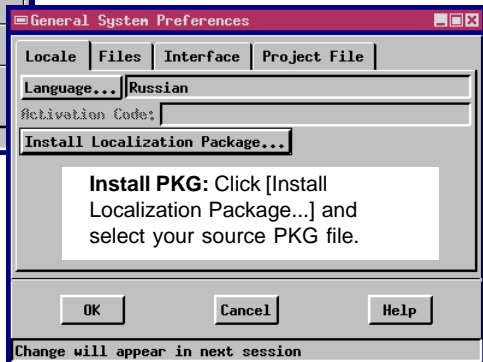 General System Preferences
Locale Files Interface Project File
Language... Russian
Activation Code:
Install Localization Package...
Install PKG: Click [Install
Localization Package...] and
select your source PKG file.
OK Cancel Help
Change will appear in next session